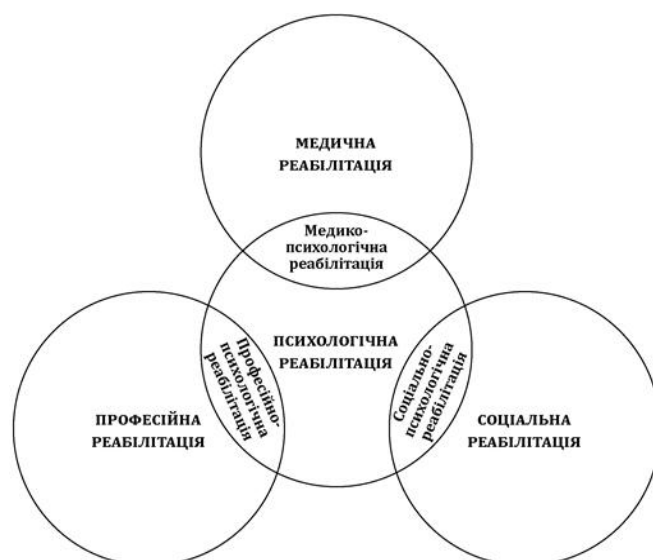 МЕДИЧНА
РЕАБІЛІТАЦІЯ
Медико-
психологічна
реабілітація
ПСИХОЛОГІЧНА
РЕАБІЛІТАЦІЯ
Професійно-
психологічна
реабілітація
Соціально-
психологічна
реабілітація
ПРОФЕСІЙНА
РЕАБІЛІТАЦІЯ
СОЦІАЛЬНА
РЕАБІЛІТАЦІЯ